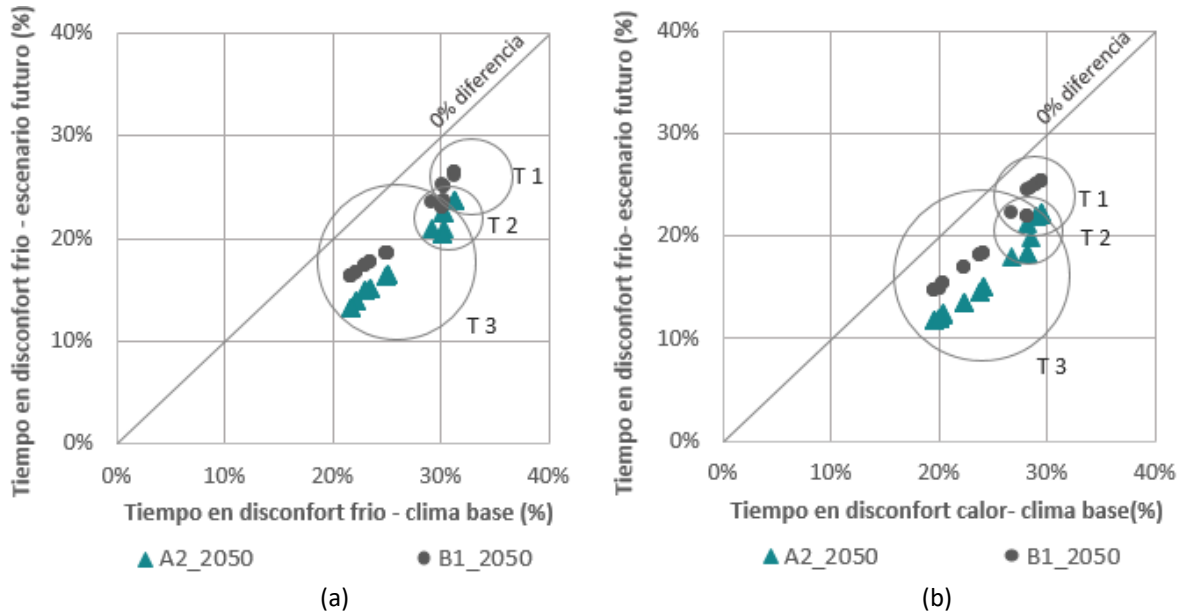 Tiempo en disconfort frio - escenario futuro (%)
40%
30%
20%
10%
0%
0% diferencia
T 1
T 2
T 3
0% 10% 20% 30% 40%
Tiempo en disconfort frio - clima base (%)
A2_2050 B1_2050
(a)
Tiempo en disconfort frio- escenario futuro (%)
40%
30%
20%
10%
0%
0% diferencia
T 1
T 2
T 3
0% 10% 20% 30% 40%
Tiempo en disconfort calor- clima base(%)
A2_2050 B1_2050
(b)